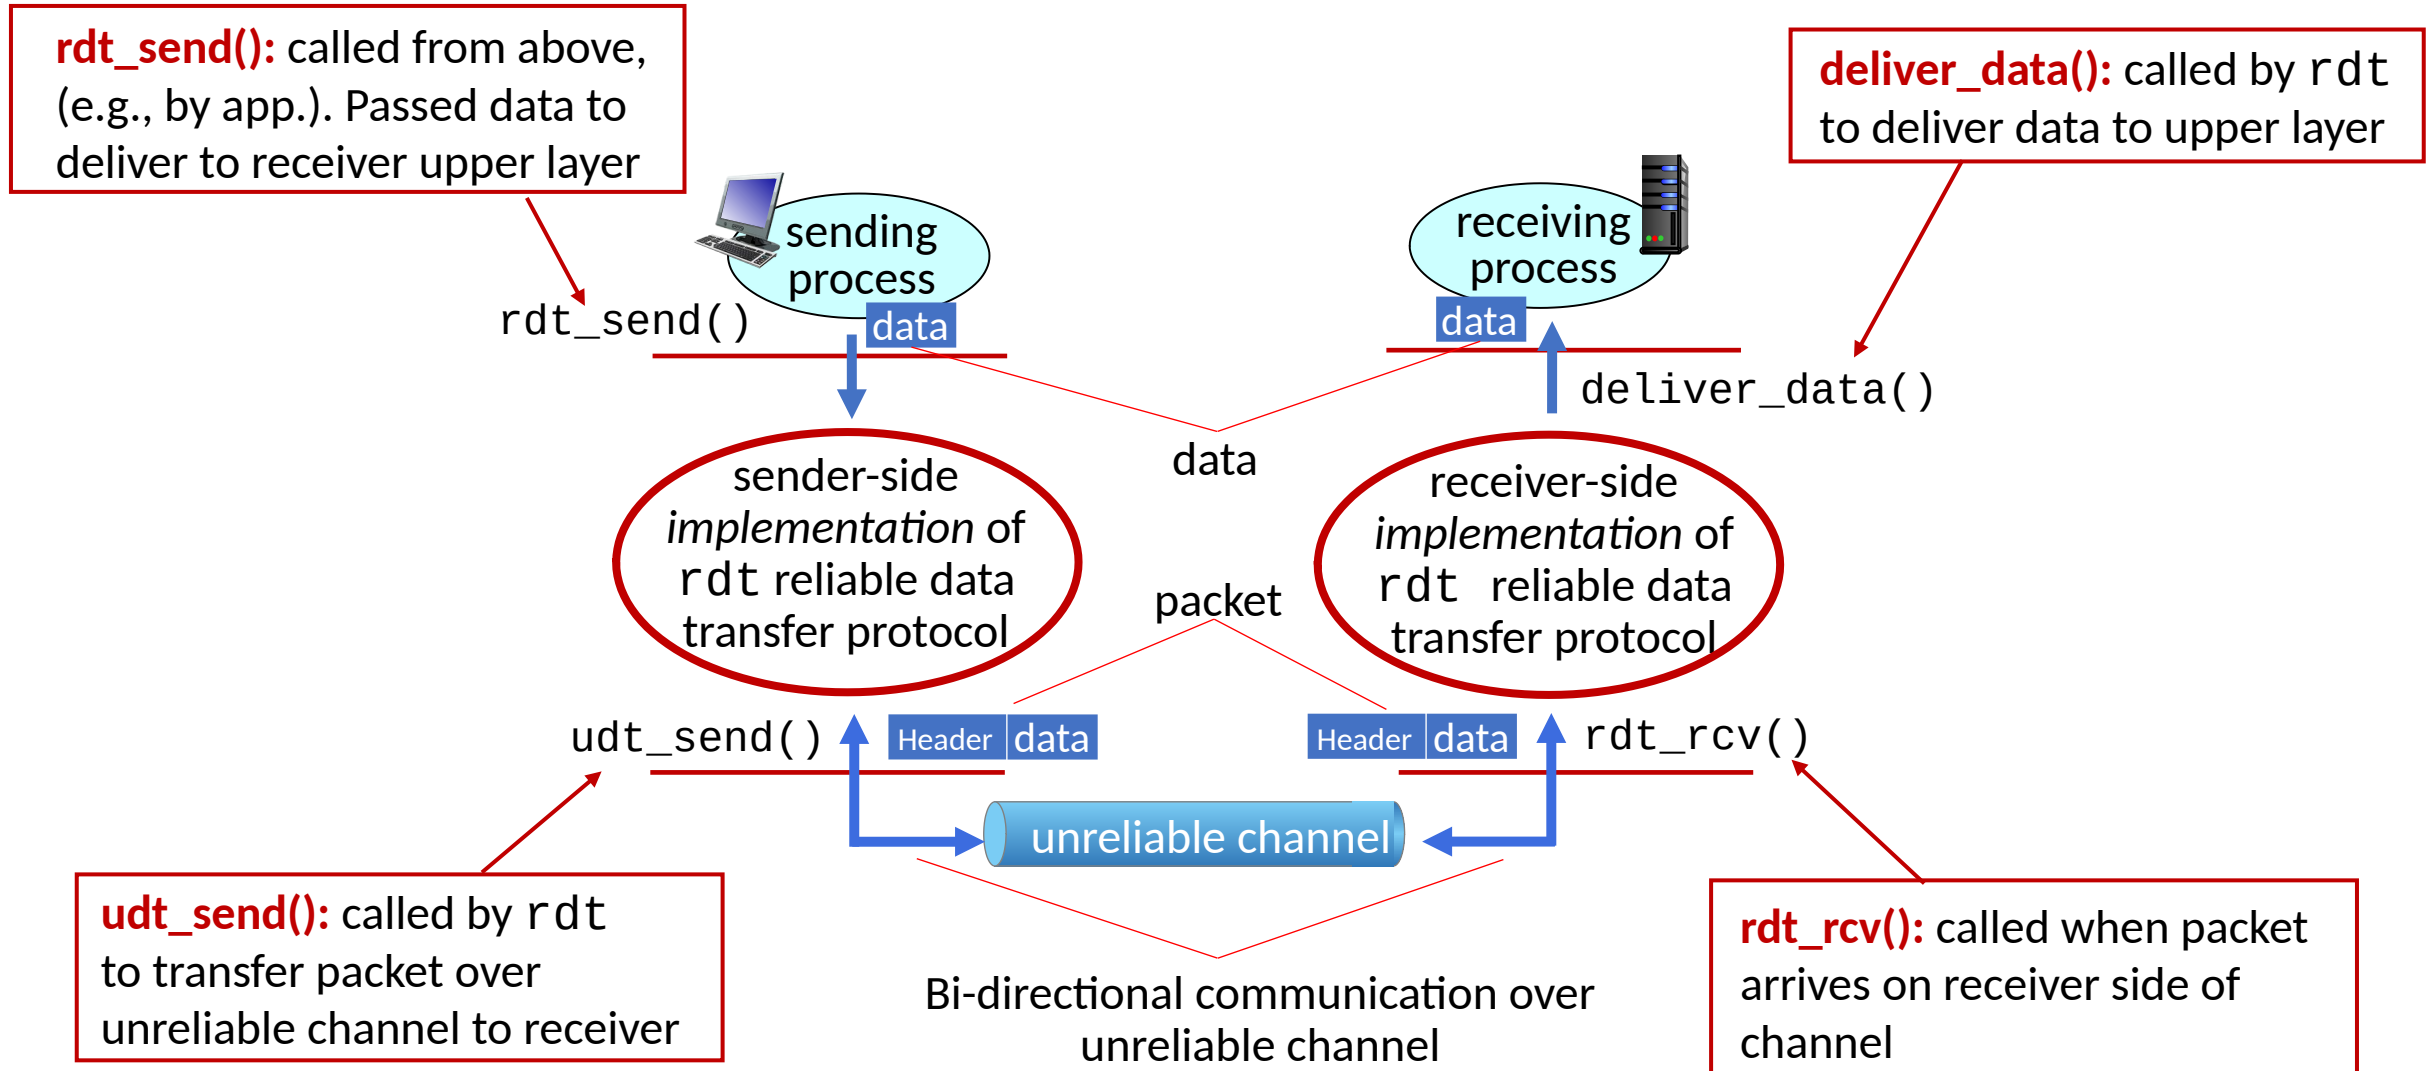 rdt_send(): called from above,
(e.g., by app.). Passed data to
deliver to receiver upper layer
deliver_data(): called by rdt
to deliver data to upper layer
sending
process
receiving
process
rdt_send()
data
data
deliver_data()
data
sender-side
implementation of
rdt reliable data
transfer protocol
receiver-side
implementation of
rdt reliable data
transfer protocol
packet
udt_send()
Header data
Header data
rdt_rcv()
unreliable channel
udt_send(): called by rdt
to transfer packet over
unreliable channel to receiver
Bi-directional communication over
unreliable channel
rdt_rcv(): called when packet
arrives on receiver side of
channel